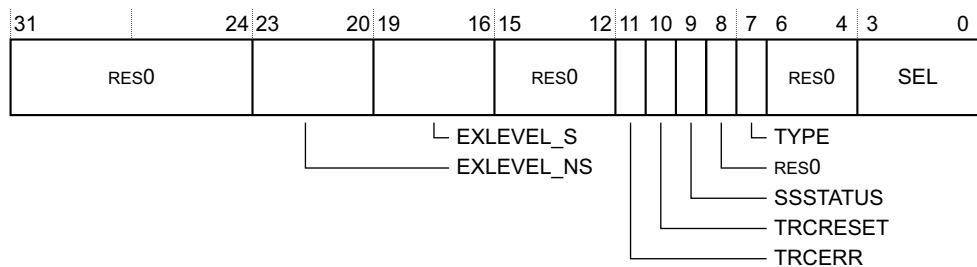 31 24 23 20 19 16 15 12 11 10 9 8 7 6 4 3 0
RES0 RES0 RES0 SEL
EXLEVEL_S TYPE
EXLEVEL_NS RES0
SSSTATUS
TRCRESET
TRCERR